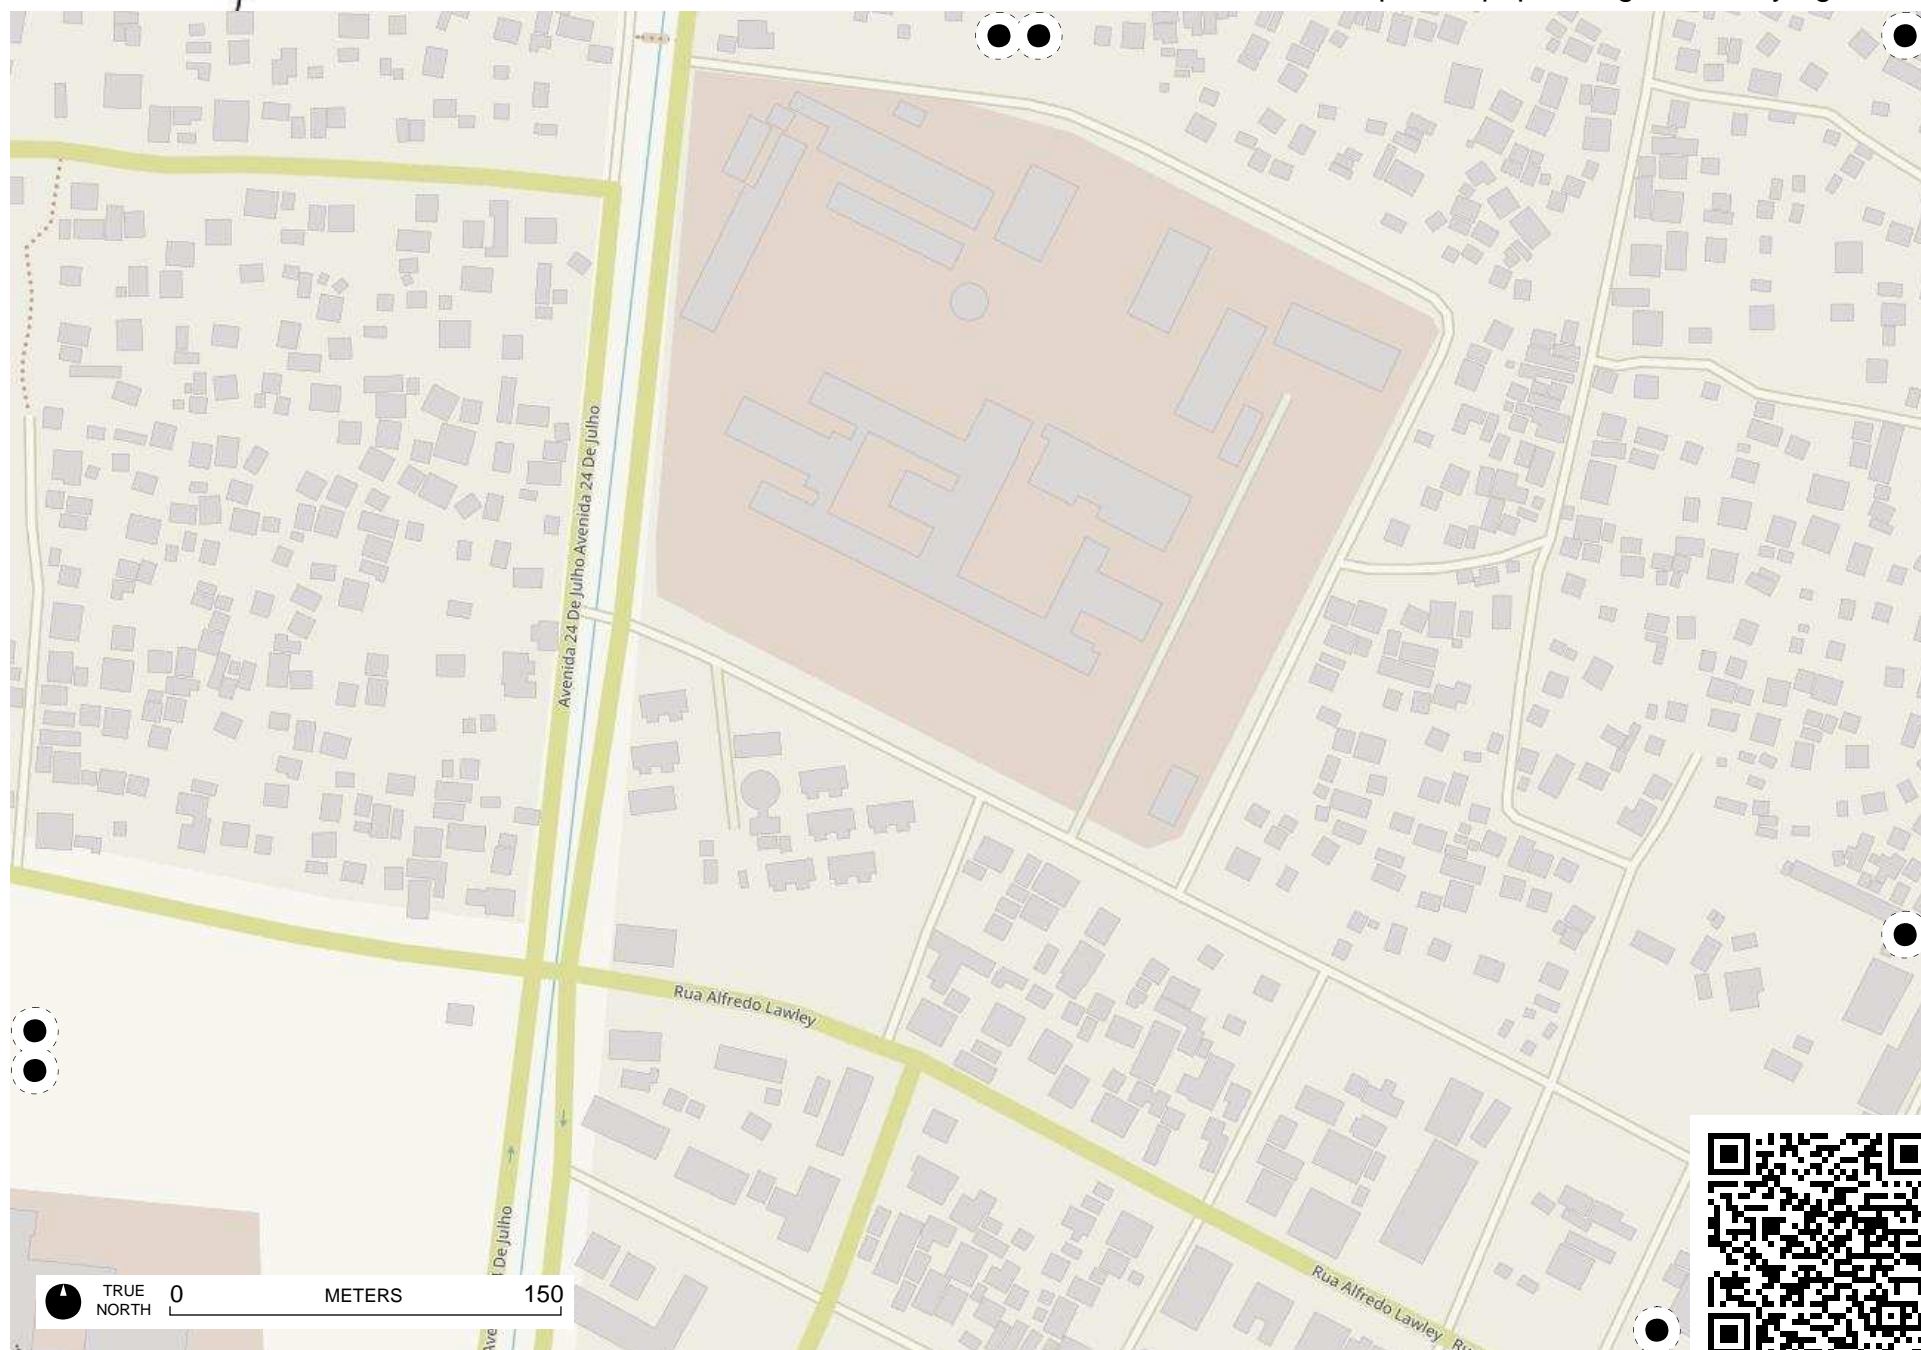 Avenida 24 De Julho Avenida 24 De Julho
Rua Alfredo Lawley
De Julho
Rua Alfredo Lawley
TRUE NORTH
0 METERS 150